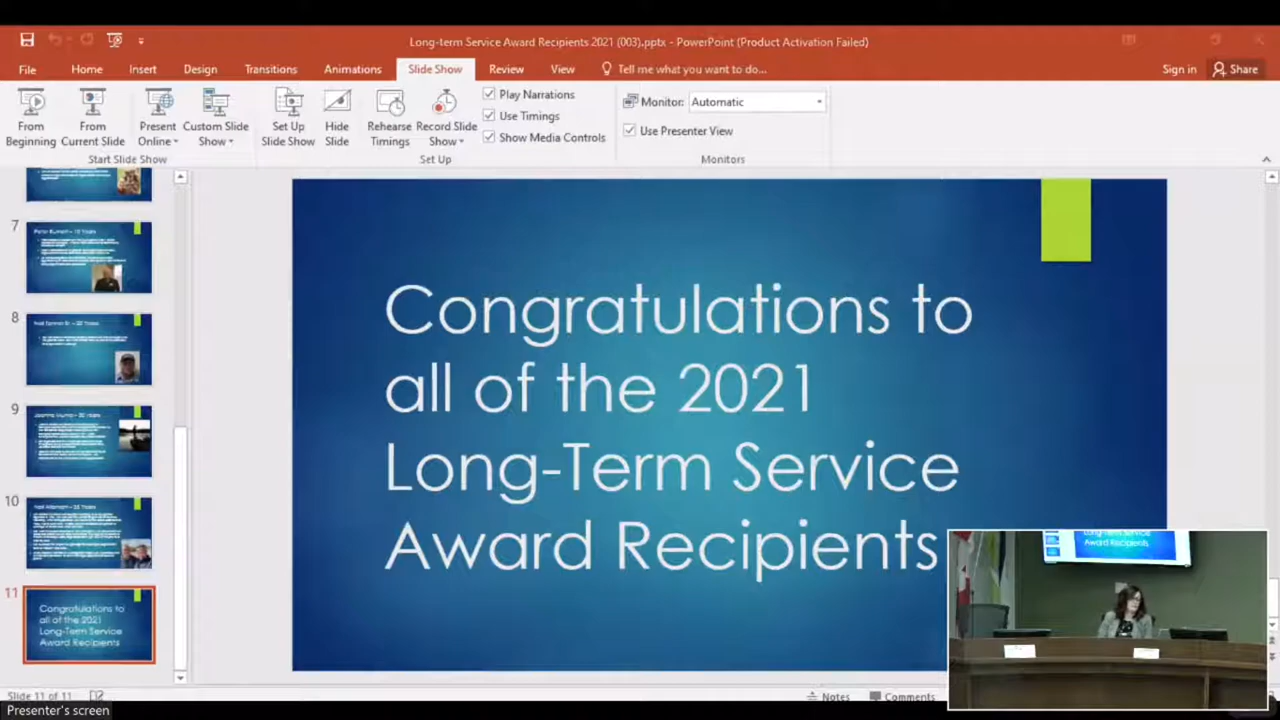 Long-term Service Award Recipients 2021 (003).pptx - PowerPoint (Product Activation Failed)
File Home Insert Design Transitions Animations Slide Show Review View Tell me what you want to do... Sign in Share
From Beginning
From Current Slide
Present Online
Custom Slide Show
Set Up Slide Show
Hide Slide
Rehearse Timings
Record Slide Show
Play Narrations
Use Timings
Show Media Controls
Monitor: Automatic
Use Presenter View
Start Slide Show
Set Up
Monitors
7
8
9
10
11
Congratulations to
all of the 2021
Long-Term Service
Award Recipients
Congratulations to
all of the 2021
Long-Term Service
Award Recipients
Long-Term Service
Award Recipients
Slide 11 of 11
Notes
Comments
Presenter's screen